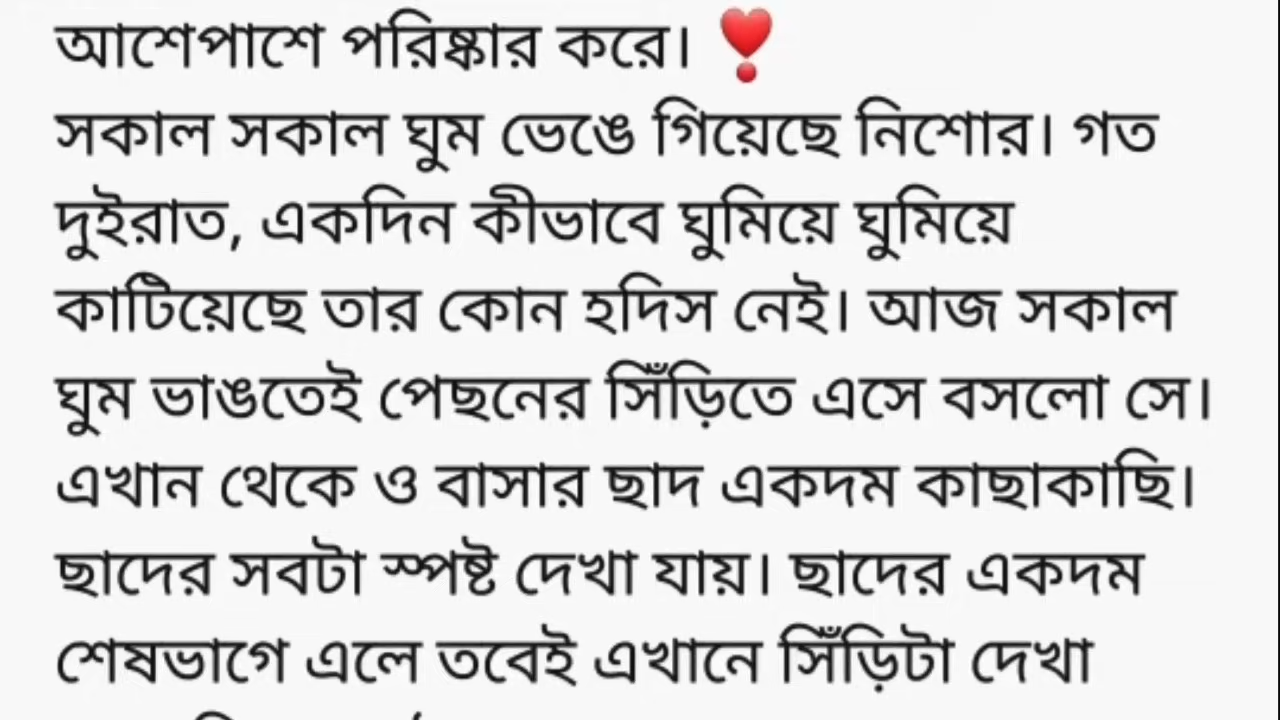 আশেপাশে পরিষ্কার করে। ❣️
সকাল সকাল ঘুম ভেঙে গিয়েছে নিশোর। গত
দুইরাত, একদিন কীভাবে ঘুমিয়ে ঘুমিয়ে
কাটিয়েছে তার কোন হদিস নেই। আজ সকাল
ঘুম ভাঙতেই পেছনের সিঁড়িতে এসে বসলো সে।
এখান থেকে ও বাসার ছাদ একদম কাছাকাছি।
ছাদের সবটা স্পষ্ট দেখা যায়। ছাদের একদম
শেষভাগে এলে তবেই এখানে সিঁড়িটা দেখা